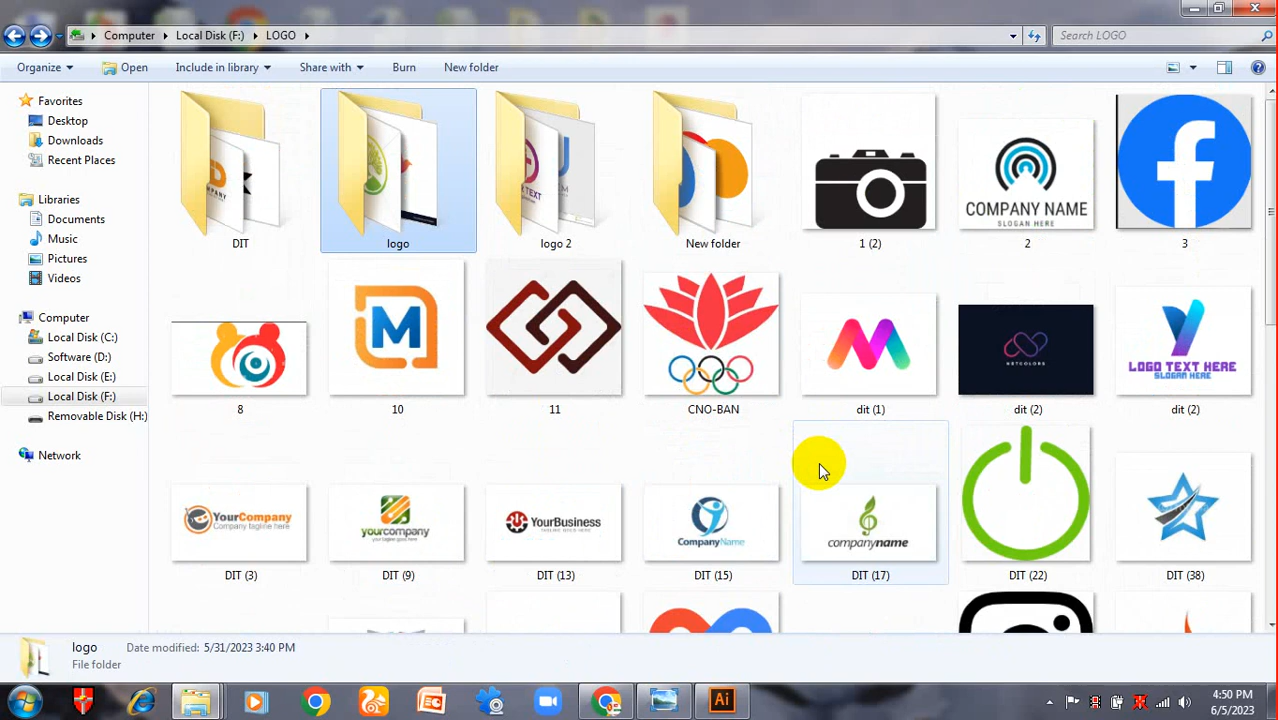 Computer Local Disk (F:) LOGO
Search LOGO
Organize Open Include in library Share with Burn New folder
Favorites
Desktop
Downloads
Recent Places
Libraries
Documents
Music
Pictures
Videos
Computer
Local Disk (C:)
Software (D:)
Local Disk (E:)
Local Disk (F:)
Removable Disk (H:)
Network
COMPANY NAME
SLOGAN HERE
DIT logo logo 2 New folder 1 (2) 2 3
M
NETCOLORS
LOGO TEXT HERE
SLOGAN HERE
8 10 11 CNO-BAN dit (1) dit (2) dit (2)
YourCompany
Company tagline here
yourcompany
YourBusiness
CompanyName
companyname
DIT (3) DIT (9) DIT (13) DIT (15) DIT (17) DIT (22) DIT (38)
logo Date modified: 5/31/2023 3:40 PM
File folder
Ai
4:50 PM
6/5/2023